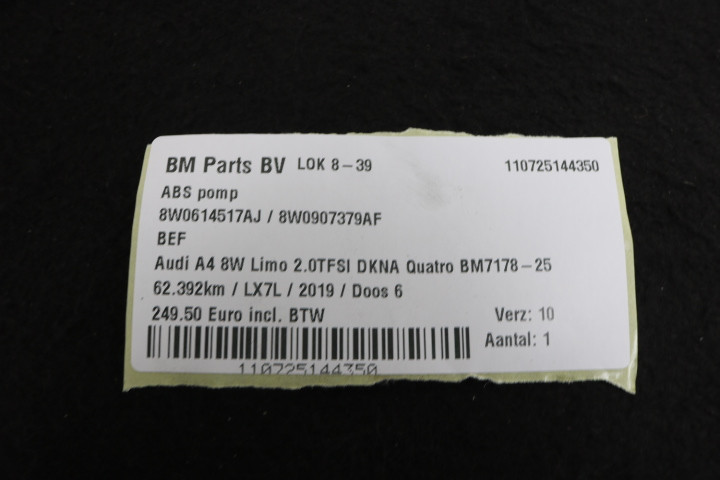 BM Parts BV LOK 8-39 110725144350
ABS pomp
8W0614517AJ / 8W0907379AF
BEF
Audi A4 8W Limo 2.0TFSI DKNA Quatro BM7178-25
62.392km / LX7L / 2019 / Doos 6
249.50 Euro incl. BTW Verz: 10
Aantal: 1
110725144350